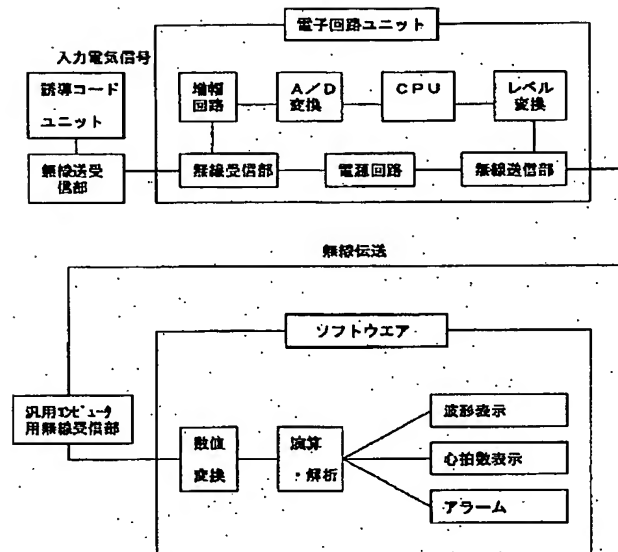 電子回路ユニット
入力電気信号
誘導コード
ユニット
増幅
回路
A/D
変換
CPU
レベル
変換
無線送受
信部
無線受信部
電源回路
無線送信部
無線伝送
ソフトウエア
汎用コンピュータ
用無線受信部
数値
変換
演算
・解析
波形表示
心拍数表示
アラーム